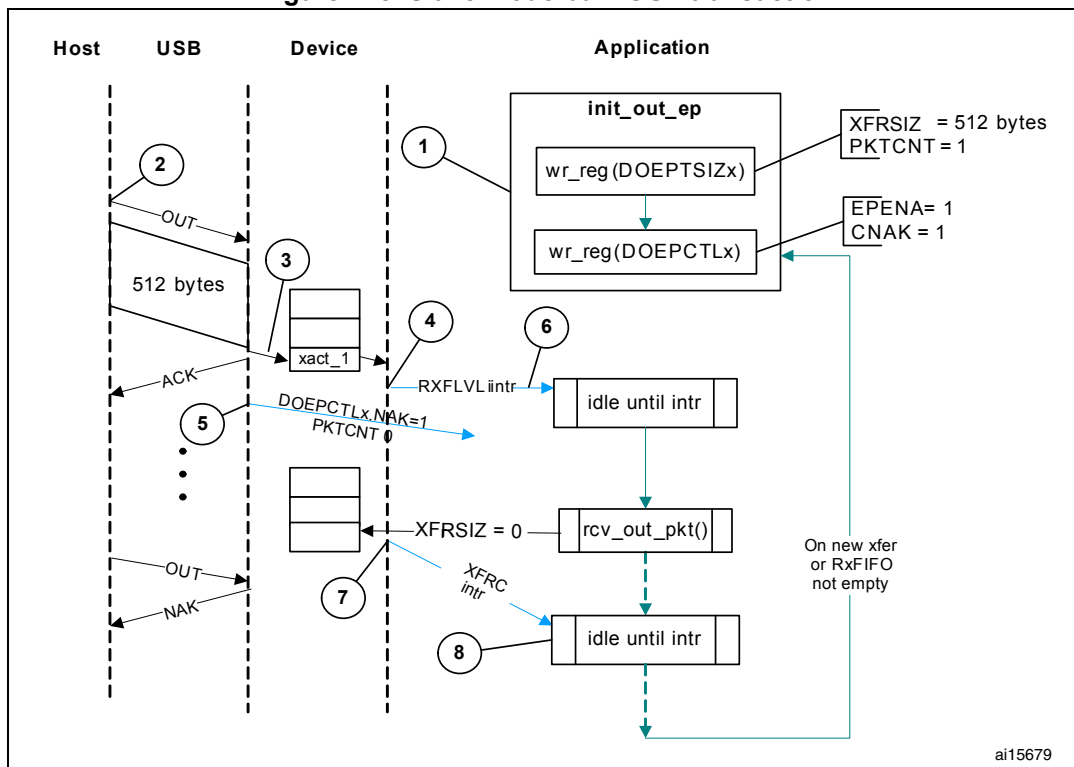 Host USB Device Application
init_out_ep
XFRSIZ = 512 bytes
PKTCNT = 1
1
wr_reg(DOEPTSIZx)
2
OUT
EPENA= 1
CNAK = 1
wr_reg(DOEPCTLx)
3
512 bytes
4
6
xact_1
ACK
RXFLVL iintr
idle until intr
DOEPCTLx.NAK=1
PKTCNT 0
5
XFRSIZ = 0
rcv_out_pkt()
On new xfer
or RxFIFO
not empty
OUT
XFRC
intr
7
NAK
idle until intr
8
ai15679